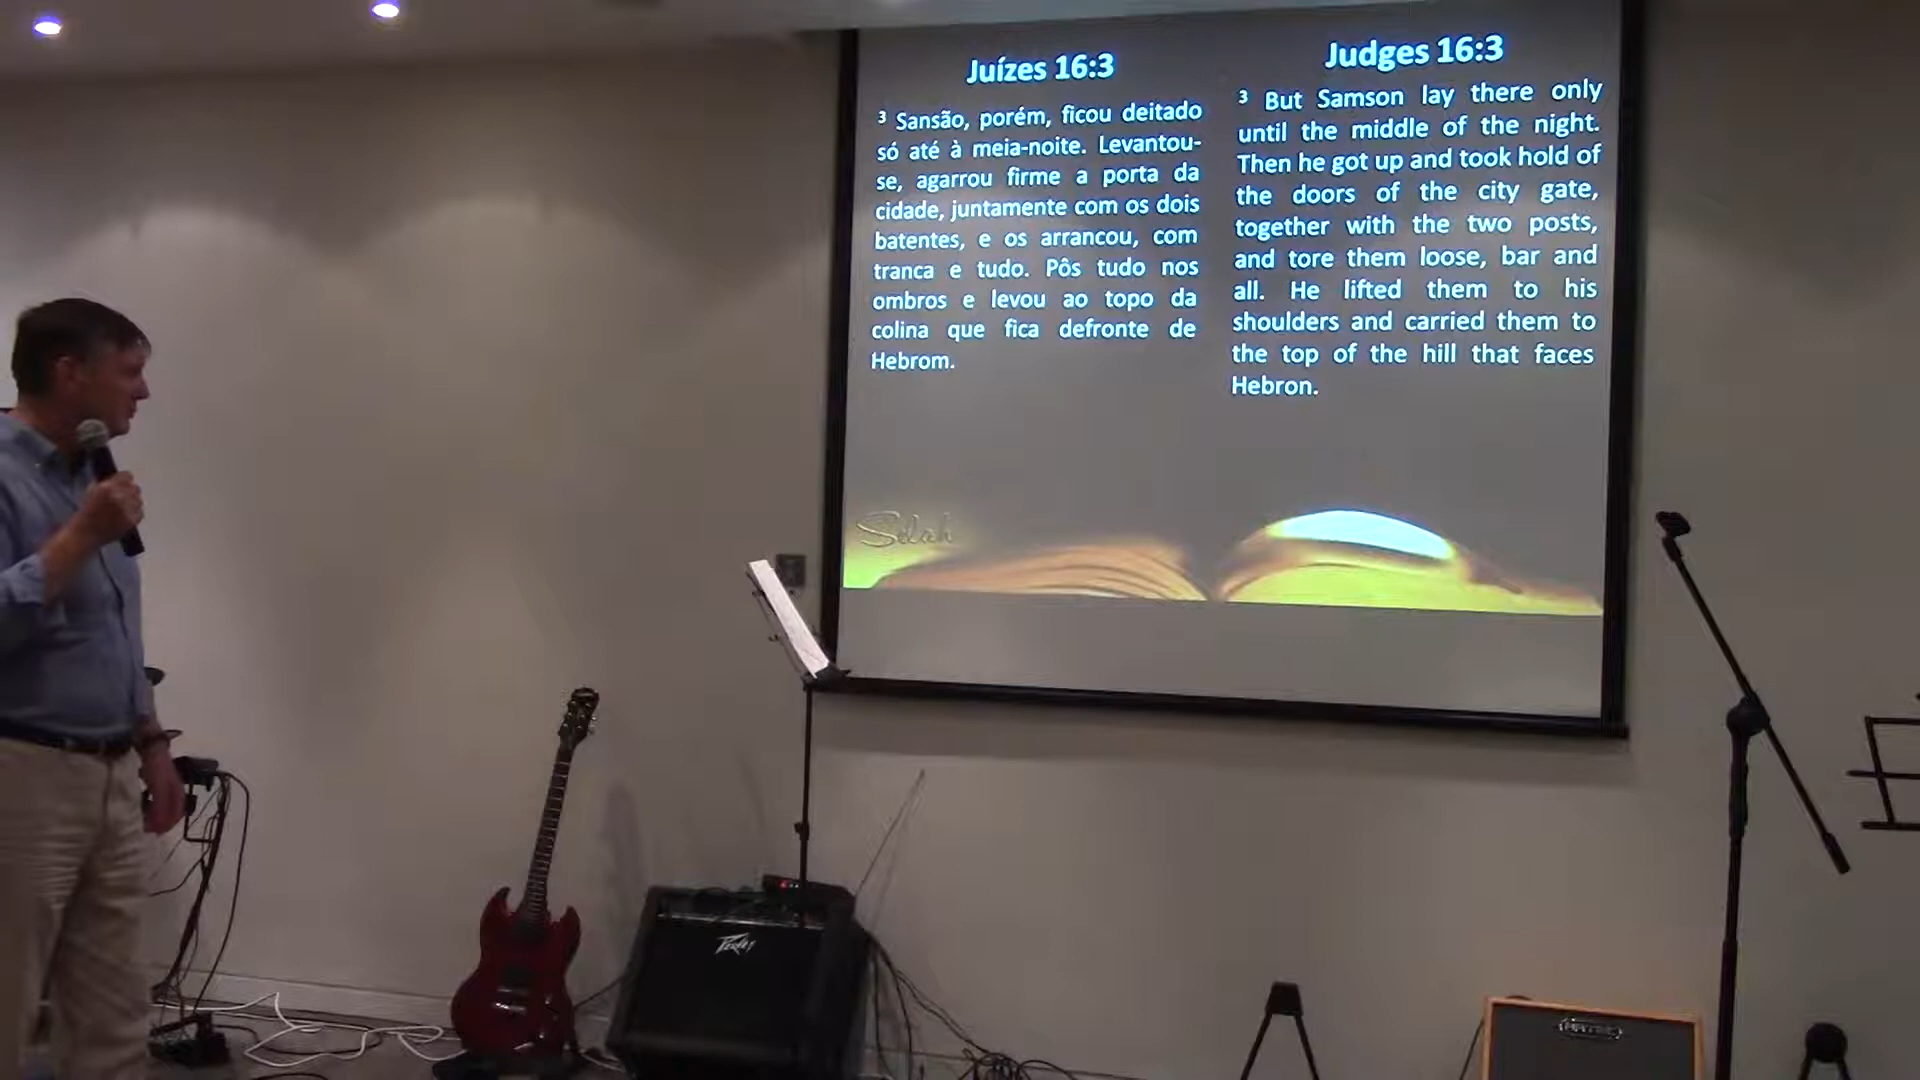 Juízes 16:3
³ Sansão, porém, ficou deitado
só até à meia-noite. Levantou-
se, agarrou firme a porta da
cidade, juntamente com os dois
batentes, e os arrancou, com
tranca e tudo. Pôs tudo nos
ombros e levou ao topo da
colina que fica defronte de
Hebrom.
Judges 16:3
³ But Samson lay there only
until the middle of the night.
Then he got up and took hold of
the doors of the city gate,
together with the two posts,
and tore them loose, bar and
all. He lifted them to his
shoulders and carried them to
the top of the hill that faces
Hebron.
Selah
Peavey